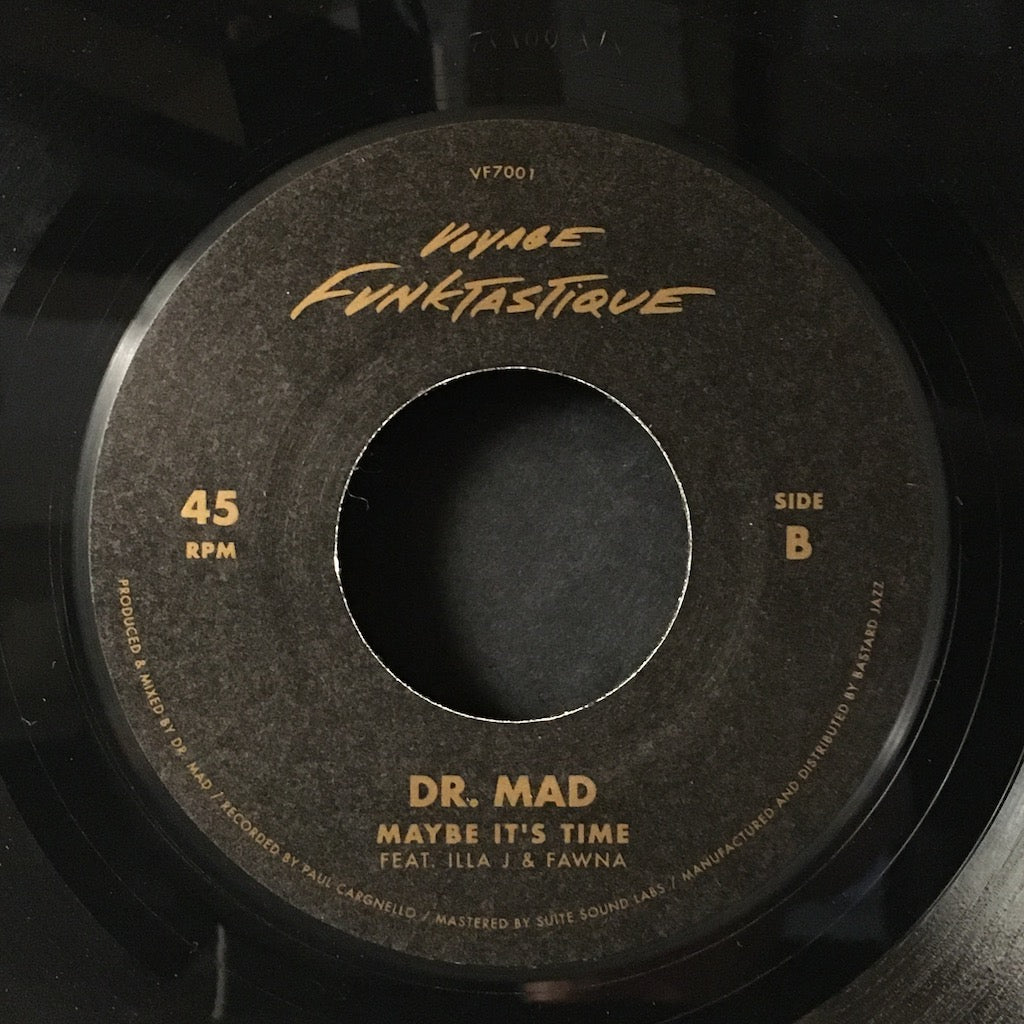 VF7001
VOYAGE
FUNKTASTIQUE
45
RPM
SIDE
B
DR. MAD
MAYBE IT'S TIME
FEAT. ILLA J & FAWNA
PRODUCED & MIXED BY DR. MAD / RECORDED BY PAUL CARGNELLO / MASTERED BY SUITE SOUND LABS / MANUFACTURED AND DISTRIBUTED BY BASTARD JAZZ